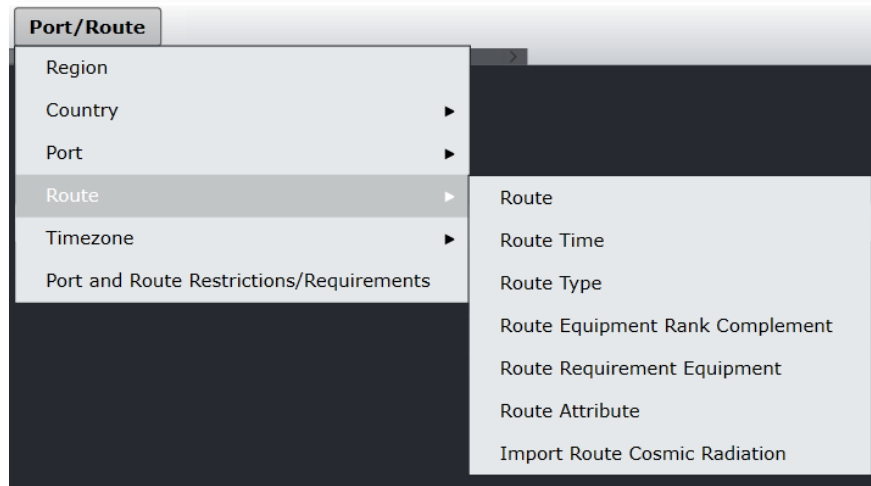 Port/Route
Region
Country
Port
Route
Timezone
Port and Route Restrictions/Requirements
Route
Route Time
Route Type
Route Equipment Rank Complement
Route Requirement Equipment
Route Attribute
Import Route Cosmic Radiation